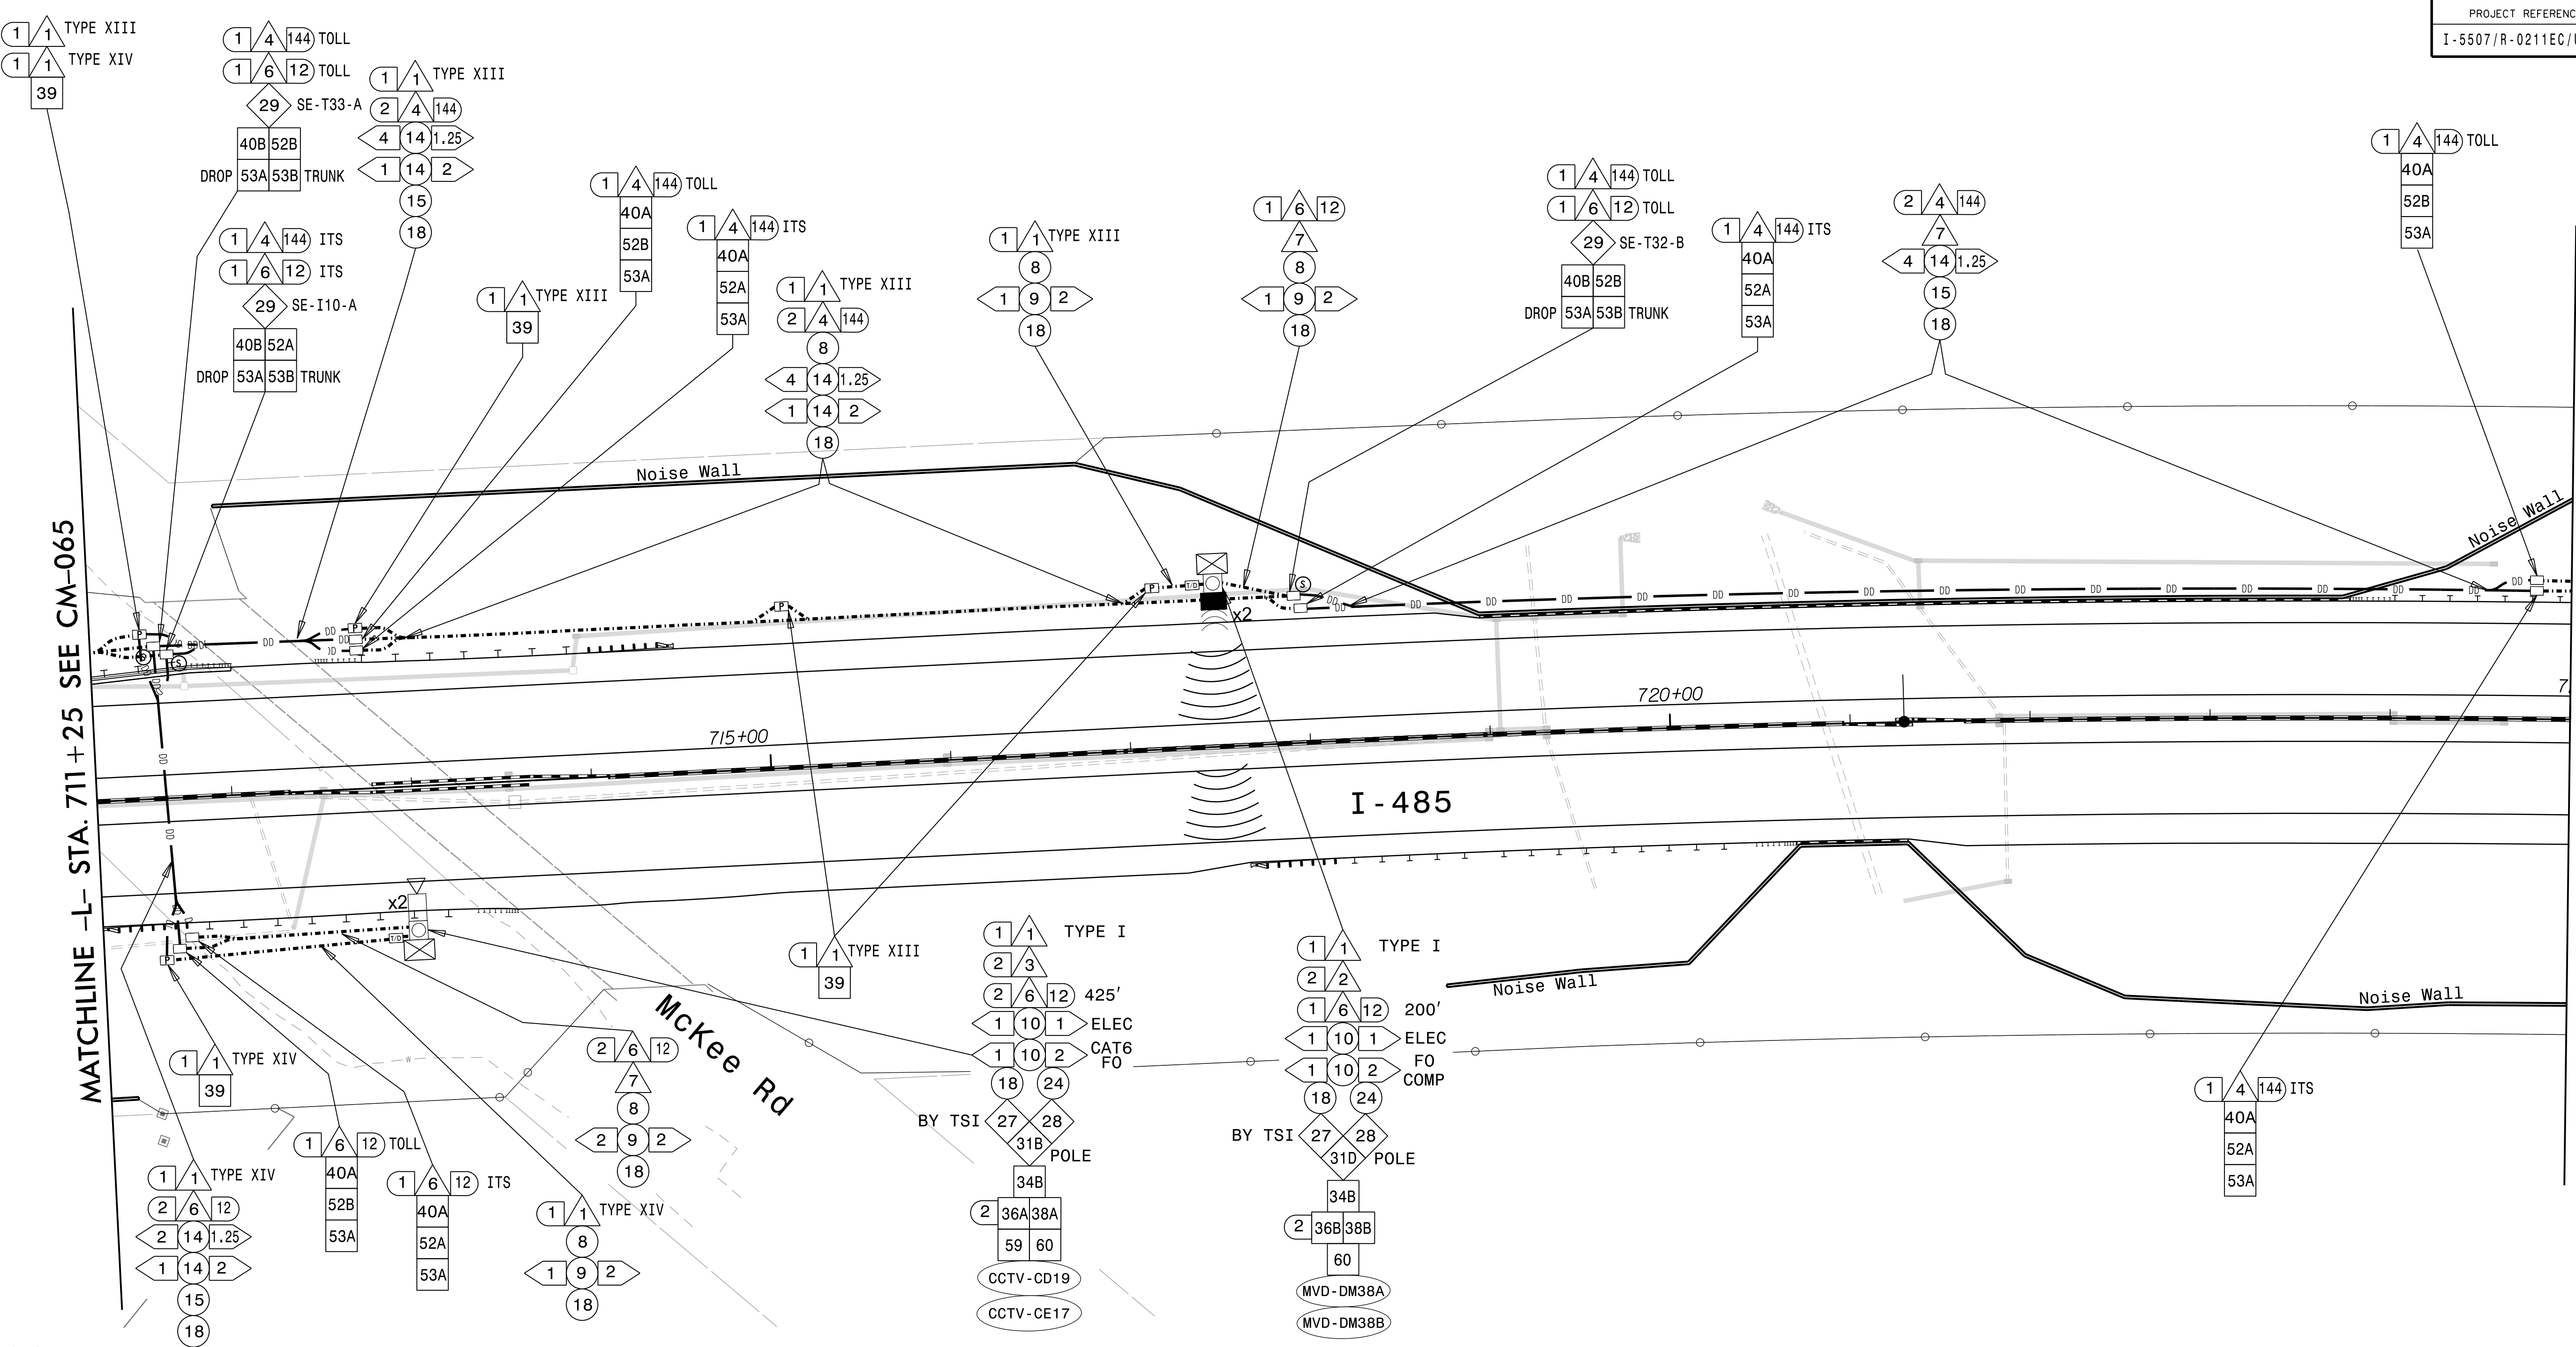 PROJECT REFERENC
I-5507/R-0211EC/
1 1 TYPE XIII
1 1 TYPE XIV
39
1 4 144 TOLL
1 6 12 TOLL
29 SE-T33-A
40B 52B
DROP 53A 53B TRUNK
1 4 144 ITS
1 6 12 ITS
29 SE-I10-A
40B 52A
DROP 53A 53B TRUNK
1 1 TYPE XIII
2 4 144
4 14 1.25
1 14 2
15
18
1 1 TYPE XIII
39
1 4 144 TOLL
40A
52B
53A
1 4 144 ITS
40A
52A
53A
1 1 TYPE XIII
2 4 144
8
4 14 1.25
1 14 2
18
1 1 TYPE XIII
8
1 9 2
18
1 6 12
7
8
1 9 2
18
1 4 144 TOLL
1 6 12 TOLL
29 SE-T32-B
40B 52B
DROP 53A 53B TRUNK
1 4 144 ITS
40A
52A
53A
2 4 144
7
4 14 1.25
15
18
1 4 144 TOLL
40A
52B
53A
Noise Wall
Noise Wall
MATCHLINE -L- STA. 711+25 SEE CM-065
P
P
P
P
T/D
S
S
x2
DD DD DD DD DD DD DD DD DD DD DD DD DD
715+00
720+00
7
I-485
x2
T/D
P
McKee Rd
Noise Wall
Noise Wall
W
1 1 TYPE XIII
39
1 1 TYPE I
2 3
2 6 12 425'
1 10 1 ELEC
1 10 2 CAT6
FO
18 24
BY TSI 27 28
31B
POLE
34B
2 36A 38A
59 60
CCTV-CD19
CCTV-CE17
1 1 TYPE I
2 2
1 6 12 200'
1 10 1 ELEC
1 10 2 FO
COMP
18 24
BY TSI 27 28
31D POLE
34B
2 36B 38B
60
MVD-DM38A
MVD-DM38B
1 1 TYPE XIV
39
1 1 TYPE XIV
2 6 12
2 14 1.25
1 14 2
15
18
1 6 12 TOLL
40A
52B
53A
1 6 12 ITS
40A
52A
53A
2 6 12
7
8
2 9 2
18
1 1 TYPE XIV
8
1 9 2
18
1 4 144 ITS
40A
52A
53A